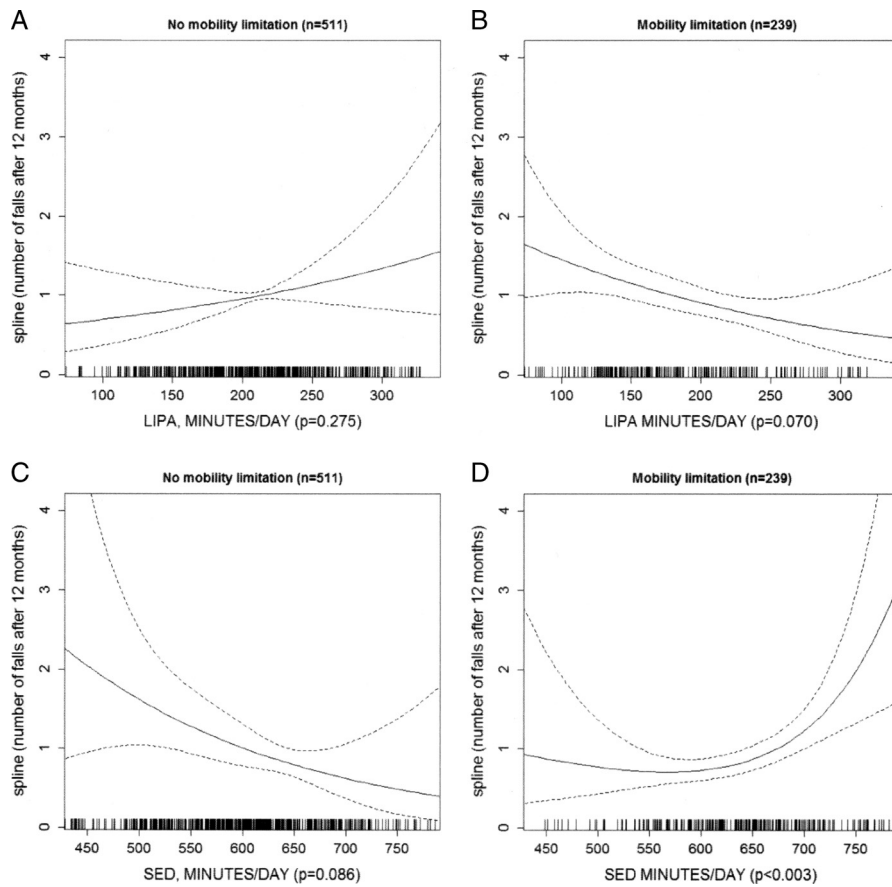 A
No mobility limitation (n=511)
spline (number of falls after 12 months)
4
3
2
1
0
100 150 200 250 300
LIPA, MINUTES/DAY (p=0.275)
B
Mobility limitation (n=239)
spline (number of falls after 12 months)
4
3
2
1
0
100 150 200 250 300
LIPA MINUTES/DAY (p=0.070)
C
No mobility limitation (n=511)
spline (number of falls after 12 months)
4
3
2
1
0
450 500 550 600 650 700 750
SED, MINUTES/DAY (p=0.086)
D
Mobility limitation (n=239)
spline (number of falls after 12 months)
4
3
2
1
0
450 500 550 600 650 700 750
SED MINUTES/DAY (p<0.003)